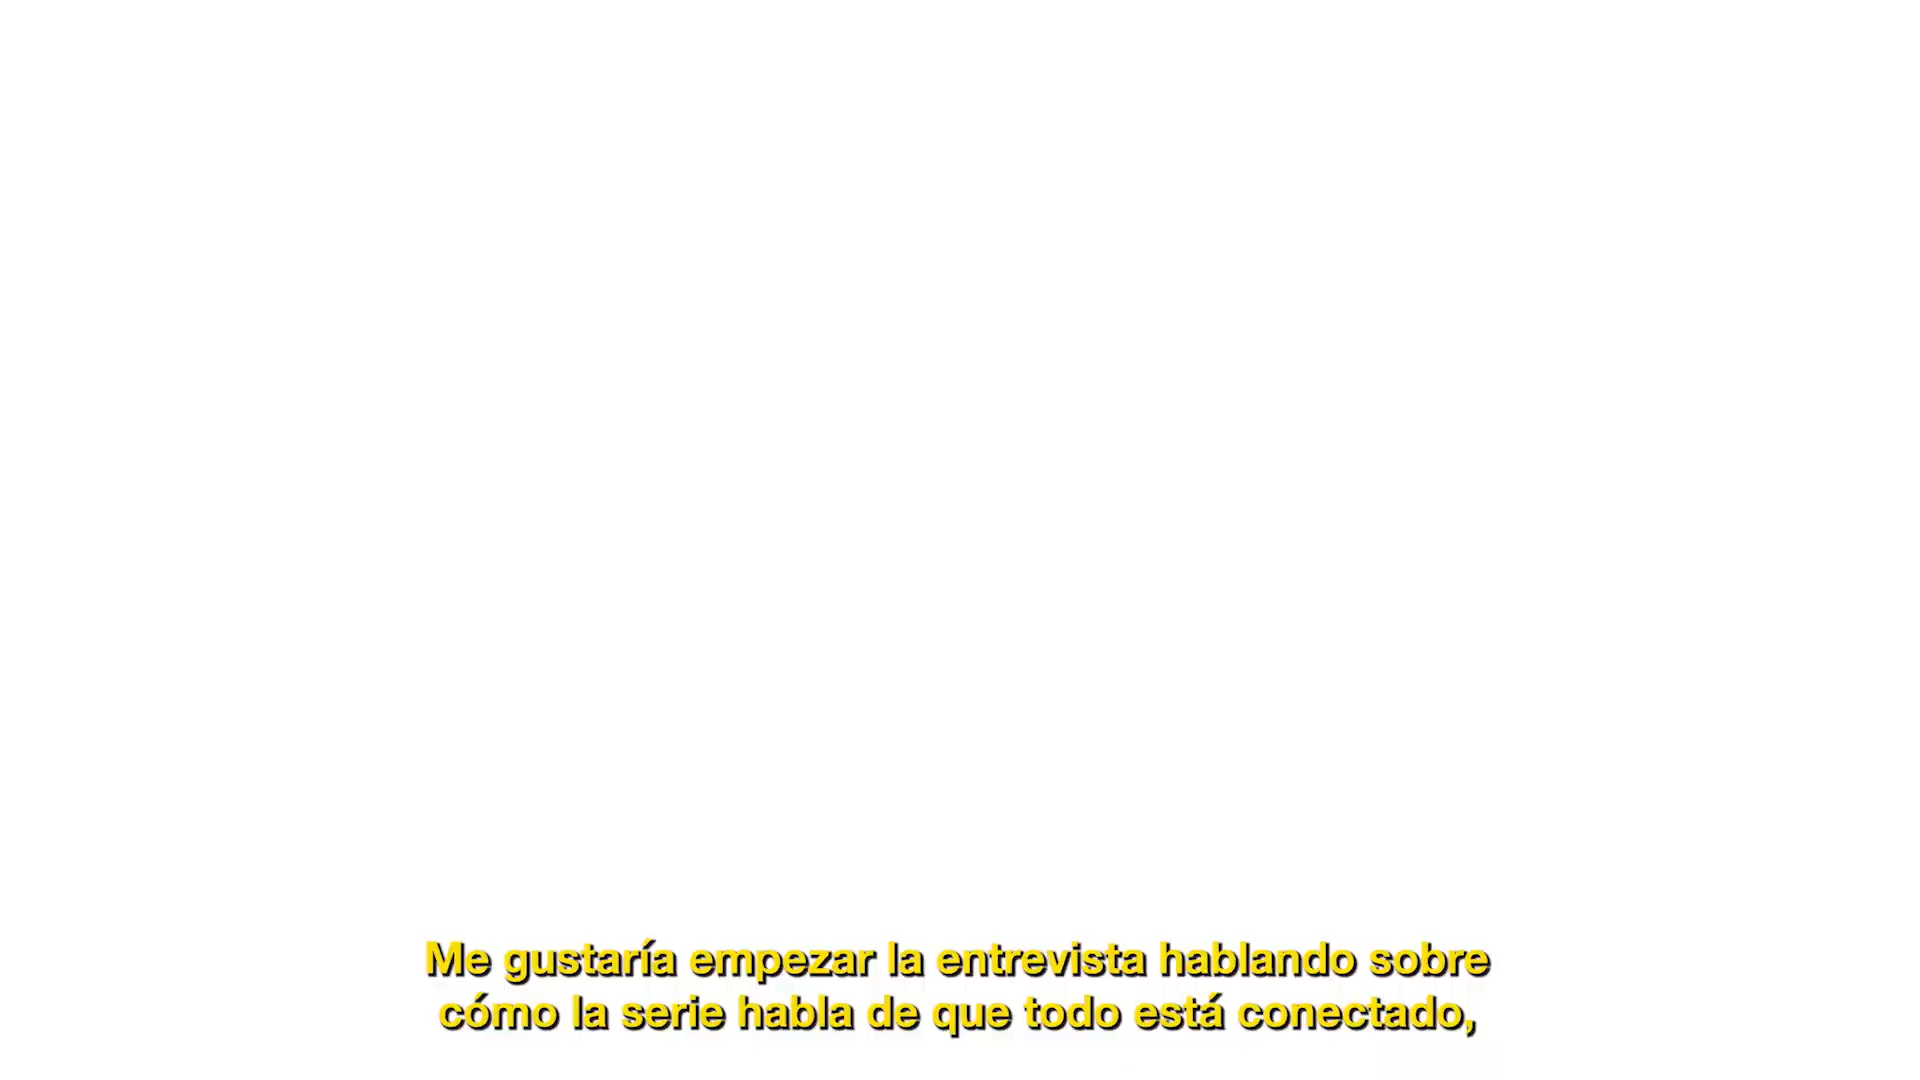 Me gustaría empezar la entrevista hablando sobre
cómo la serie habla de que todo está conectado,